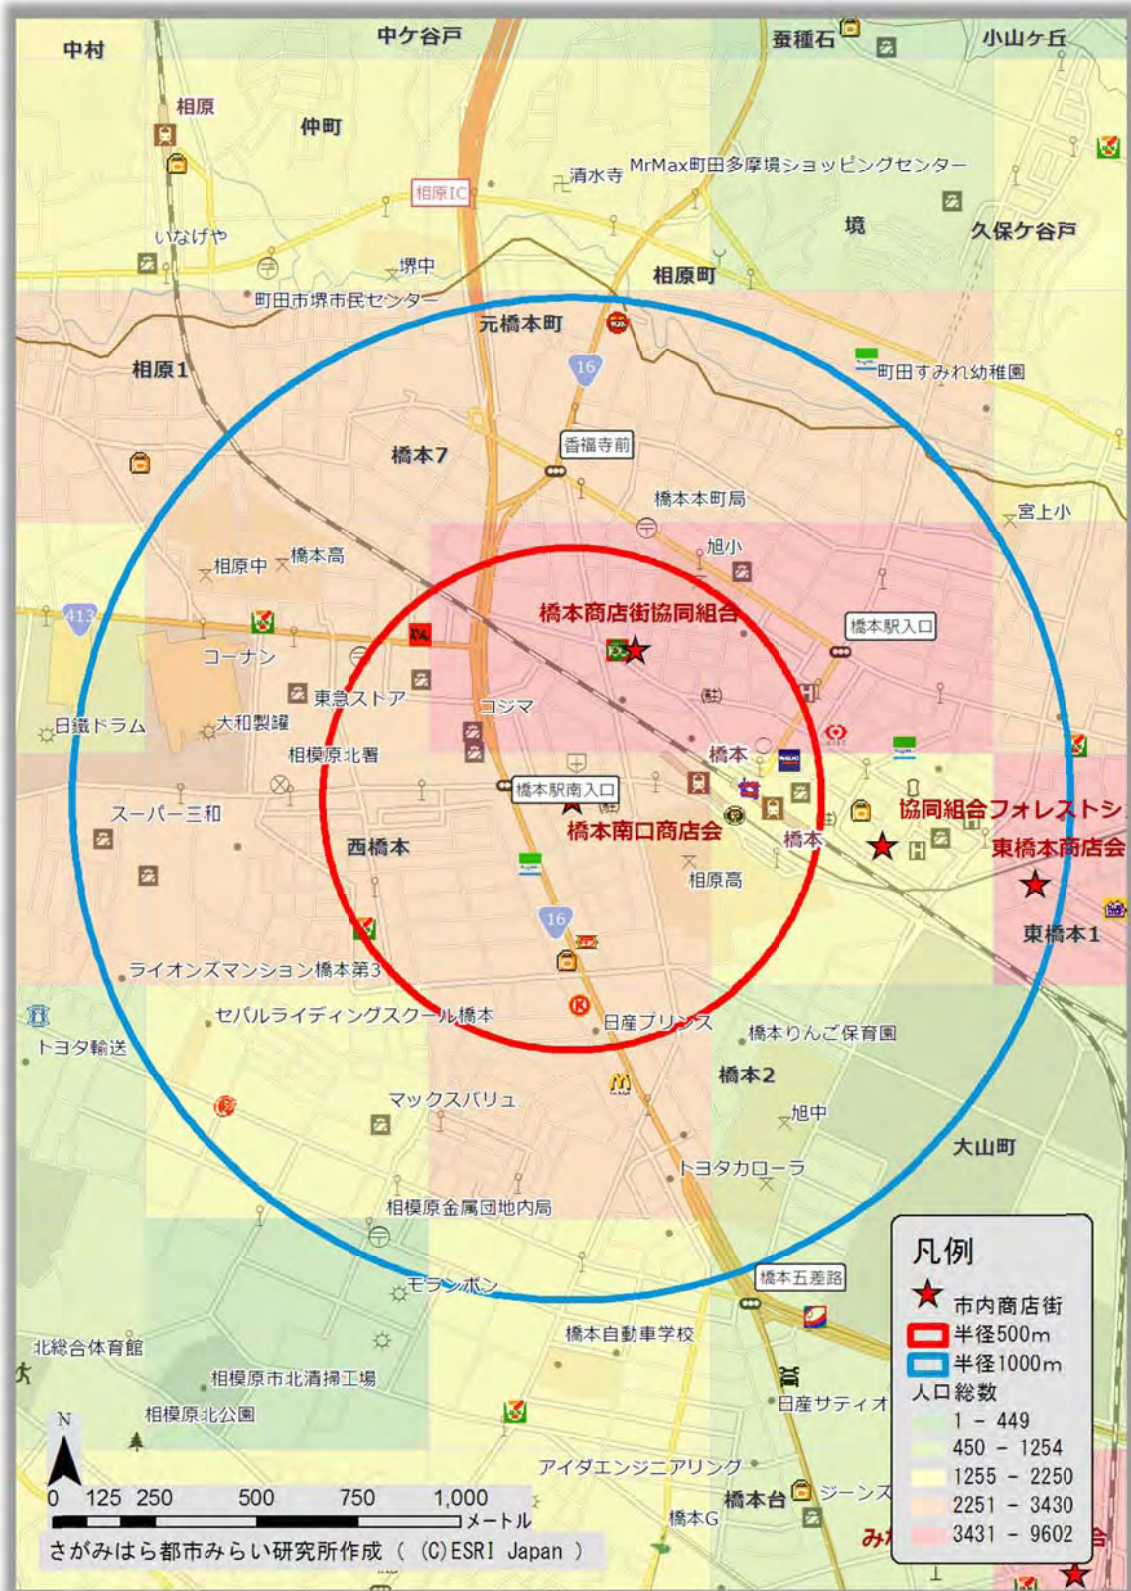 中村
中ケ谷戸
蚕種石
小山ヶ丘
相原
仲町
MrMax町田多摩境ショッピングセンター
清水寺
相原IC
境
久保ケ谷戸
いなげや
堺中
相原町
町田市堺市民センター
元橋本町
相原1
16
町田すみれ幼稚園
橋本7
香福寺前
橋本本町局
宮上小
旭小
相原中
橋本高
413
橋本商店街協同組合
橋本駅入口
コーナン
東急ストア
コジマ
日鐵ドラム
大和製罐
相模原北署
橋本
橋本駅南入口
スーパー三和
協同組合フォレストシ
橋本南口商店会
橋本
東橋本商店会
西橋本
相原高
16
東橋本1
ライオンズマンション橋本第3
セパルライディングスクール橋本
日産プリンス
橋本りんご保育園
トヨタ輸送
橋本2
マックスバリュ
旭中
大山町
トヨタカローラ
相模原金属団地内局
橋本五差路
モランボン
橋本自動車学校
北総合体育館
相模原市北清掃工場
日産サティオ
相模原北公園
アイダエンジニアリング
橋本台
ジーンズ
橋本G
み
会
凡例
市内商店街
半径500m
半径1000m
人口総数
1 - 449
450 - 1254
1255 - 2250
2251 - 3430
3431 - 9602
N
0 125 250 500 750 1,000
メートル
さがみはら都市みらい研究所作成（ (C)ESRI Japan ）